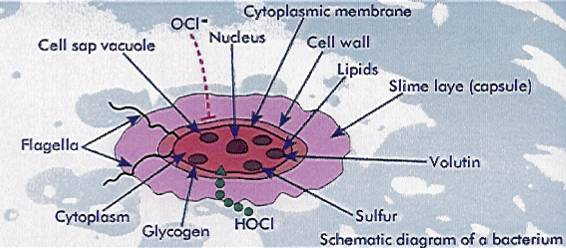 Cytoplasmic membrane
OCl⁻
Nucleus
Cell sap vacuole
Cell wall
Lipids
Slime laye (capsule)
Flagella
Volutin
Cytoplasm
Glycogen
HOCl
Sulfur
Schematic diagram of a bacterium